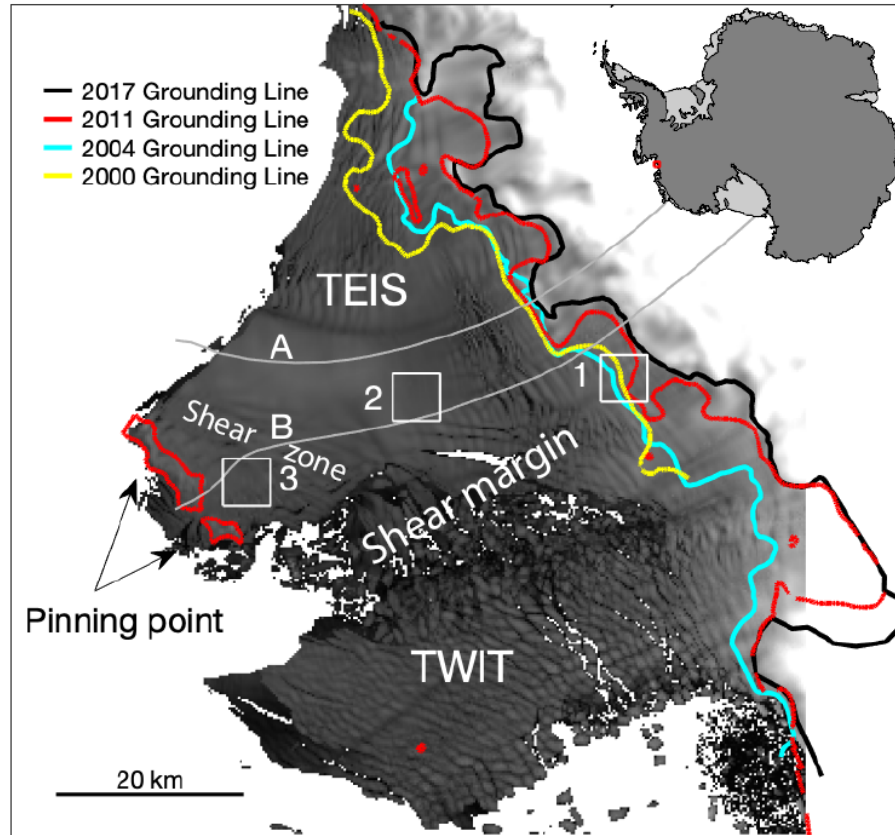 2017 Grounding Line
2011 Grounding Line
2004 Grounding Line
2000 Grounding Line
TEIS
A
1
2
B
Shear
zone
3
Shear margin
Pinning point
TWIT
20 km